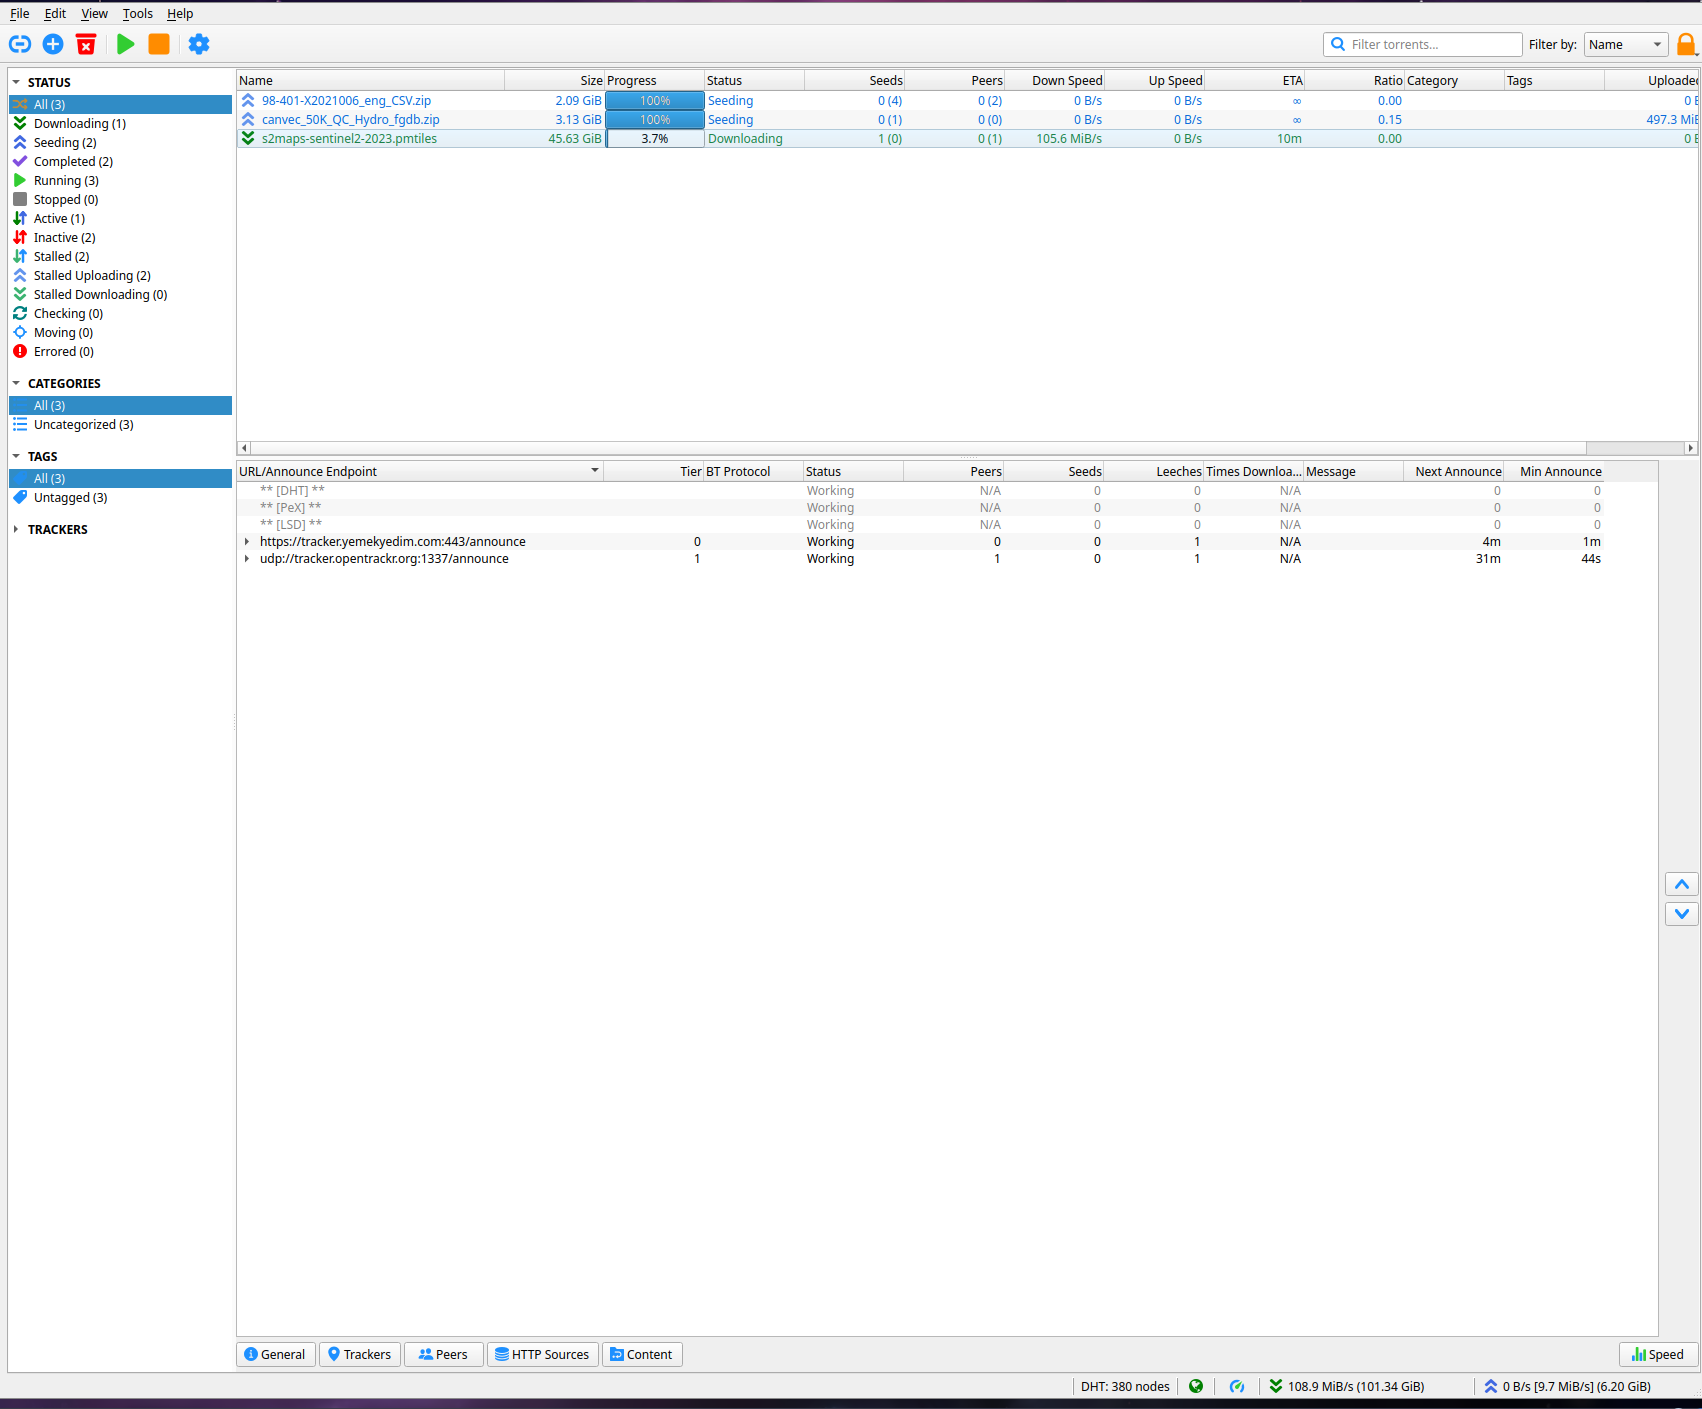 File Edit View Tools Help
Filter torrents... Filter by: Name
STATUS
All (3)
Downloading (1)
Seeding (2)
Completed (2)
Running (3)
Stopped (0)
Active (1)
Inactive (2)
Stalled (2)
Stalled Uploading (2)
Stalled Downloading (0)
Checking (0)
Moving (0)
Errored (0)
CATEGORIES
All (3)
Uncategorized (3)
TAGS
All (3)
Untagged (3)
TRACKERS
Name Size Progress Status Seeds Peers Down Speed Up Speed ETA Ratio Category Tags Uploaded
98-401-X2021006_eng_CSV.zip 2.09 GiB 100% Seeding 0 (4) 0 (2) 0 B/s 0 B/s ∞ 0.00 0 B
canvec_50K_QC_Hydro_fgdb.zip 3.13 GiB 100% Seeding 0 (1) 0 (0) 0 B/s 0 B/s ∞ 0.15 497.3 MiB
s2maps-sentinel2-2023.pmtiles 45.63 GiB 3.7% Downloading 1 (0) 0 (1) 105.6 MiB/s 0 B/s 10m 0.00 0 B
URL/Announce Endpoint Tier BT Protocol Status Peers Seeds Leeches Times Downloa... Message Next Announce Min Announce
** [DHT] ** Working N/A 0 0 N/A 0 0
** [PeX] ** Working N/A 0 0 N/A 0 0
** [LSD] ** Working N/A 0 0 N/A 0 0
https://tracker.yemekyedim.com:443/announce 0 Working 0 0 1 N/A 4m 1m
udp://tracker.opentrackr.org:1337/announce 1 Working 1 0 1 N/A 31m 44s
General Trackers Peers HTTP Sources Content Speed
DHT: 380 nodes 108.9 MiB/s (101.34 GiB) 0 B/s [9.7 MiB/s] (6.20 GiB)